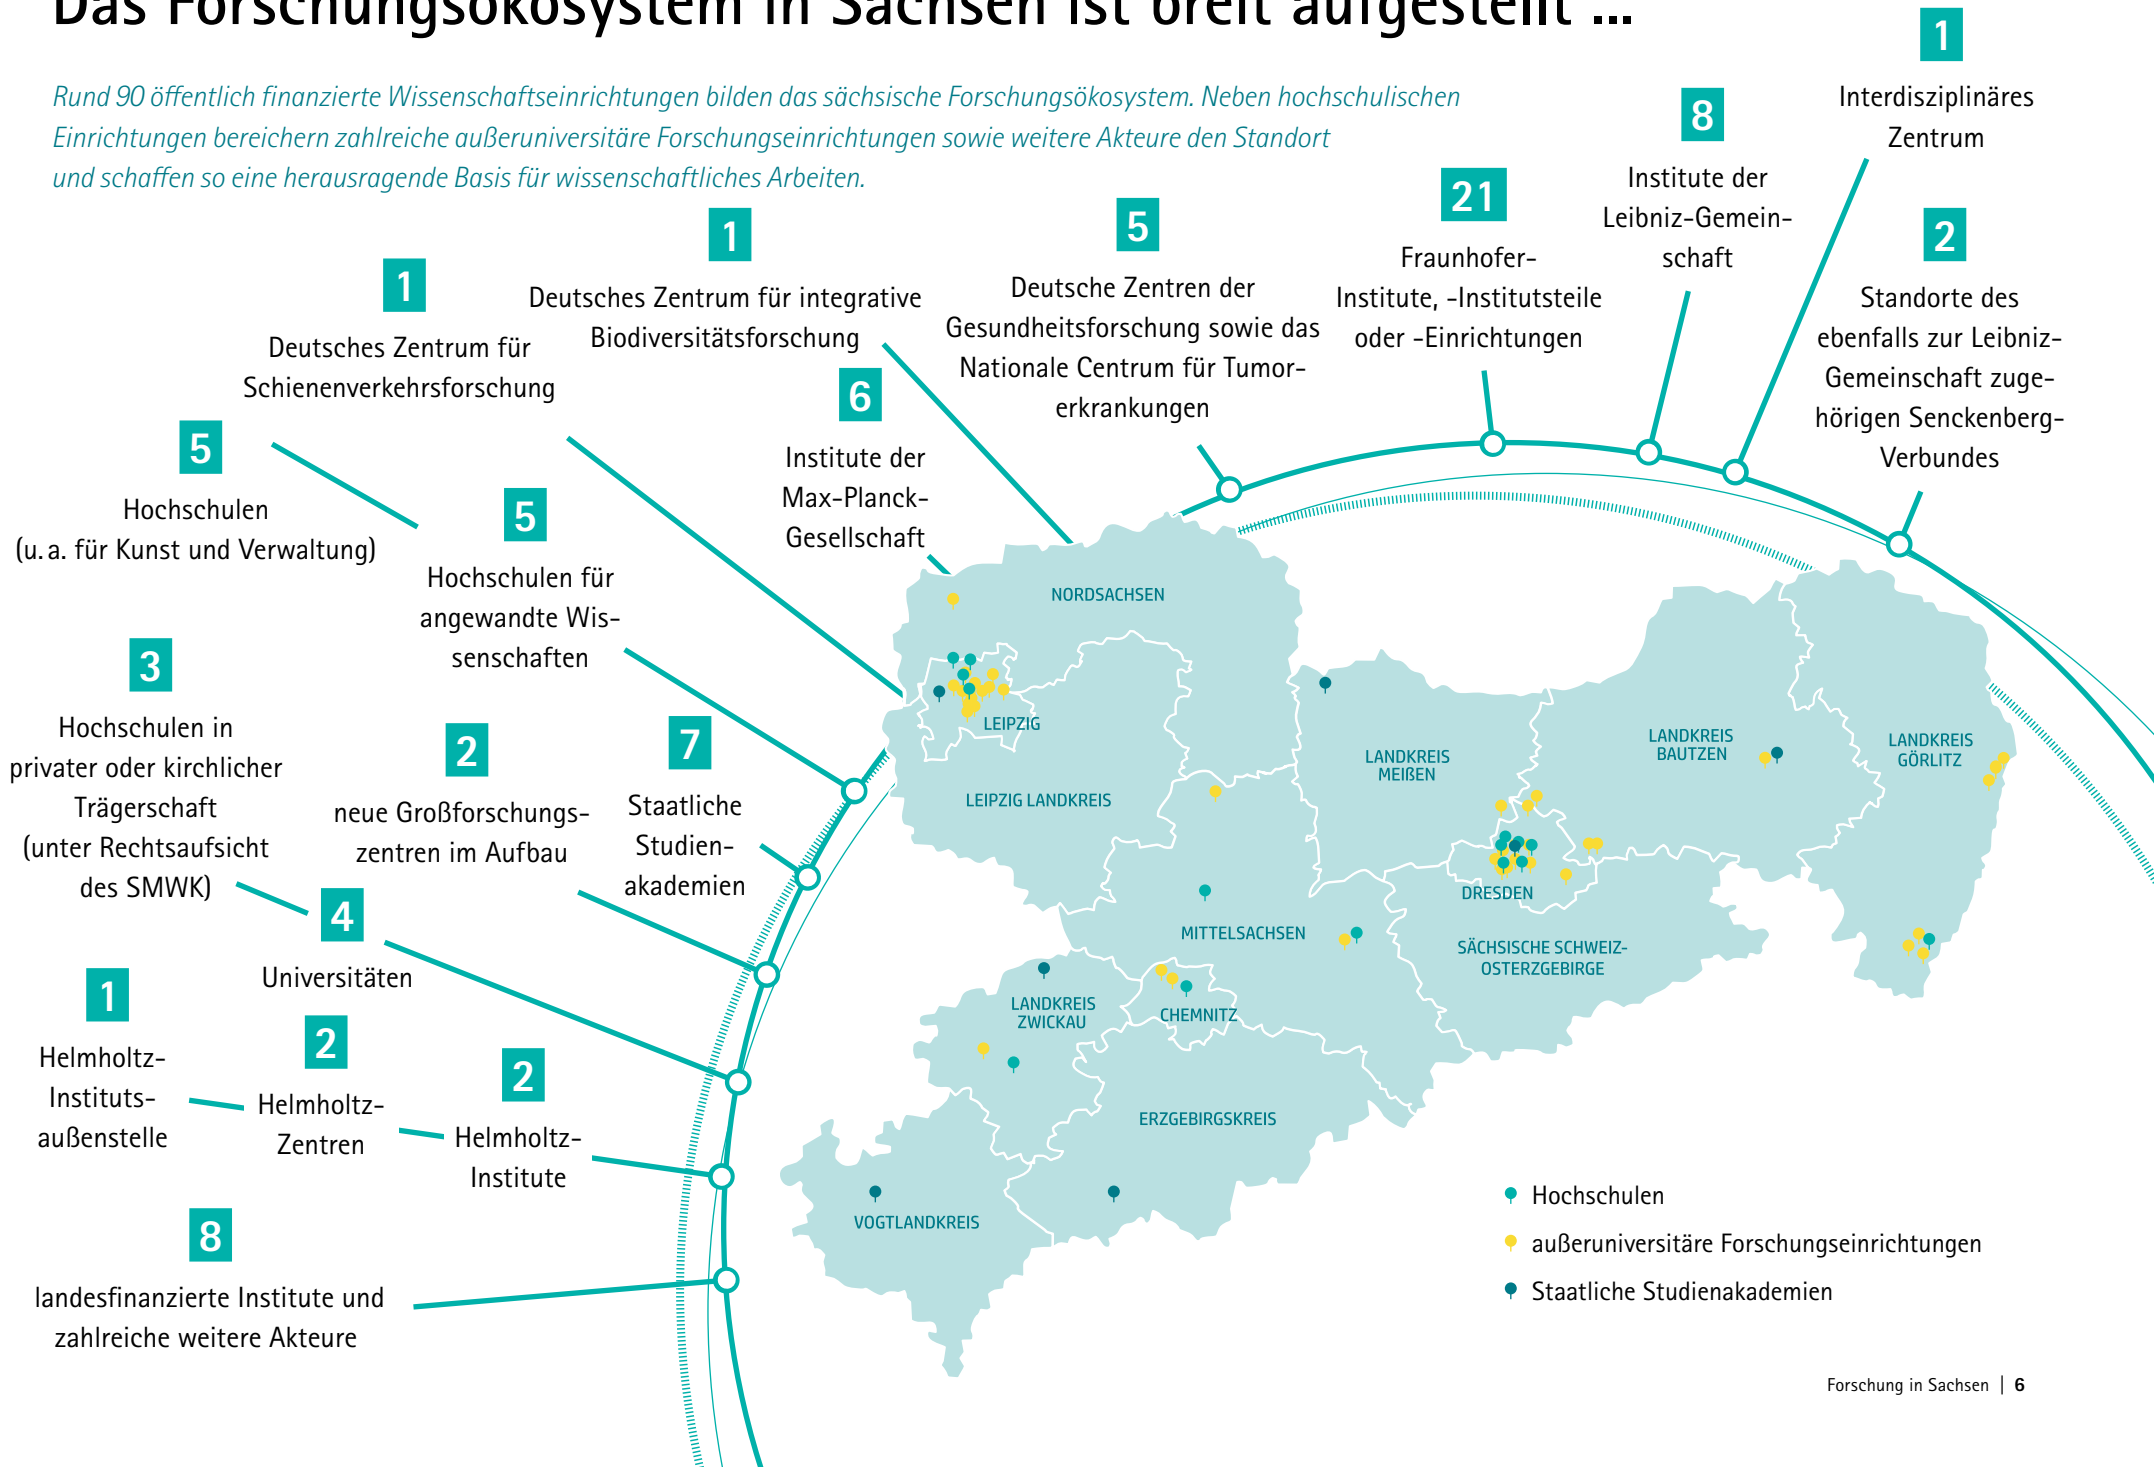 Das Forschungsökosystem in Sachsen ist breit aufgestellt ...
Rund 90 öffentlich finanzierte Wissenschaftseinrichtungen bilden das sächsische Forschungsökosystem. Neben hochschulischen
Einrichtungen bereichern zahlreiche außeruniversitäre Forschungseinrichtungen sowie weitere Akteure den Standort
und schaffen so eine herausragende Basis für wissenschaftliches Arbeiten.
1
Interdisziplinäres
Zentrum
8
Institute der
Leibniz-Gemein-
schaft
21
Fraunhofer-
Institute, -Institutsteile
oder -Einrichtungen
2
Standorte des
ebenfalls zur Leibniz-
Gemeinschaft zuge-
hörigen Senckenberg-
Verbundes
5
Deutsche Zentren der
Gesundheitsforschung sowie das
Nationale Centrum für Tumor-
erkrankungen
1
Deutsches Zentrum für integrative
Biodiversitätsforschung
1
Deutsches Zentrum für
Schienenverkehrsforschung
6
Institute der
Max-Planck-
Gesellschaft
5
Hochschulen
(u. a. für Kunst und Verwaltung)
5
Hochschulen für
angewandte Wis-
senschaften
3
Hochschulen in
privater oder kirchlicher
Trägerschaft
(unter Rechtsaufsicht
des SMWK)
2
neue Großforschungs-
zentren im Aufbau
7
Staatliche
Studien-
akademien
4
Universitäten
1
Helmholtz-
Instituts-
außenstelle
2
Helmholtz-
Zentren
2
Helmholtz-
Institute
8
landesfinanzierte Institute und
zahlreiche weitere Akteure
NORDSACHSEN
LEIPZIG
LEIPZIG LANDKREIS
LANDKREIS
MEIßEN
LANDKREIS
BAUTZEN
LANDKREIS
GÖRLITZ
DRESDEN
MITTELSACHSEN
SÄCHSISCHE SCHWEIZ-
OSTERZGEBIRGE
LANDKREIS
ZWICKAU
CHEMNITZ
ERZGEBIRGSKREIS
VOGTLANDKREIS
Hochschulen
außeruniversitäre Forschungseinrichtungen
Staatliche Studienakademien
Forschung in Sachsen | 6